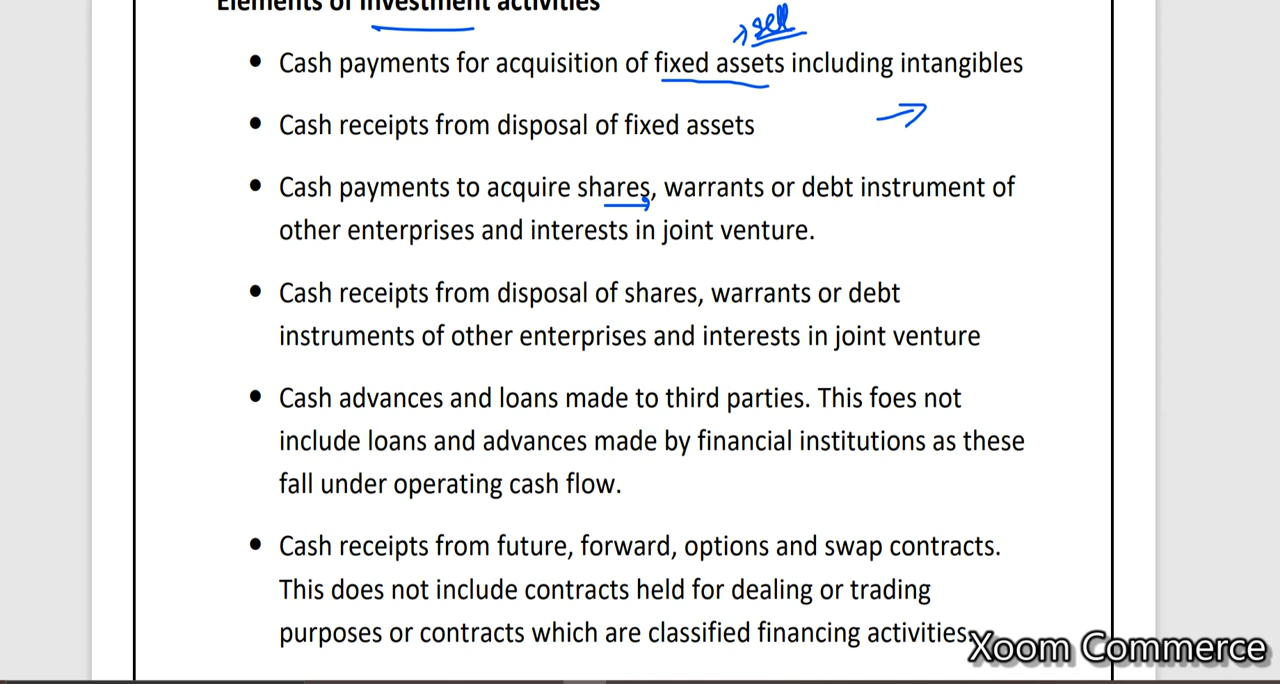 Elements of investment activities
sell
• Cash payments for acquisition of fixed assets including intangibles
• Cash receipts from disposal of fixed assets
• Cash payments to acquire shares, warrants or debt instrument of
other enterprises and interests in joint venture.
• Cash receipts from disposal of shares, warrants or debt
instruments of other enterprises and interests in joint venture
• Cash advances and loans made to third parties. This foes not
include loans and advances made by financial institutions as these
fall under operating cash flow.
• Cash receipts from future, forward, options and swap contracts.
This does not include contracts held for dealing or trading
purposes or contracts which are classified financing activities.
Xoom Commerce